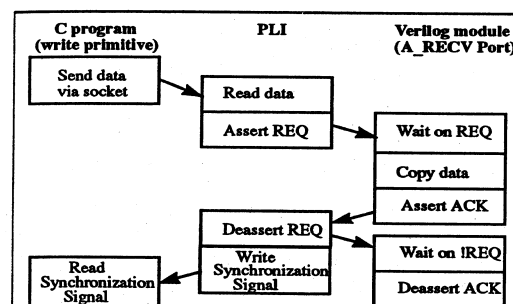 C program
(write primitive)
PLI
Verilog module
(A_RECV Port)
Send data
via socket
Read data
Assert REQ
Wait on REQ
Copy data
Assert ACK
Deassert REQ
Write
Synchronization
Signal
Wait on !REQ
Deassert ACK
Read
Synchronization
Signal